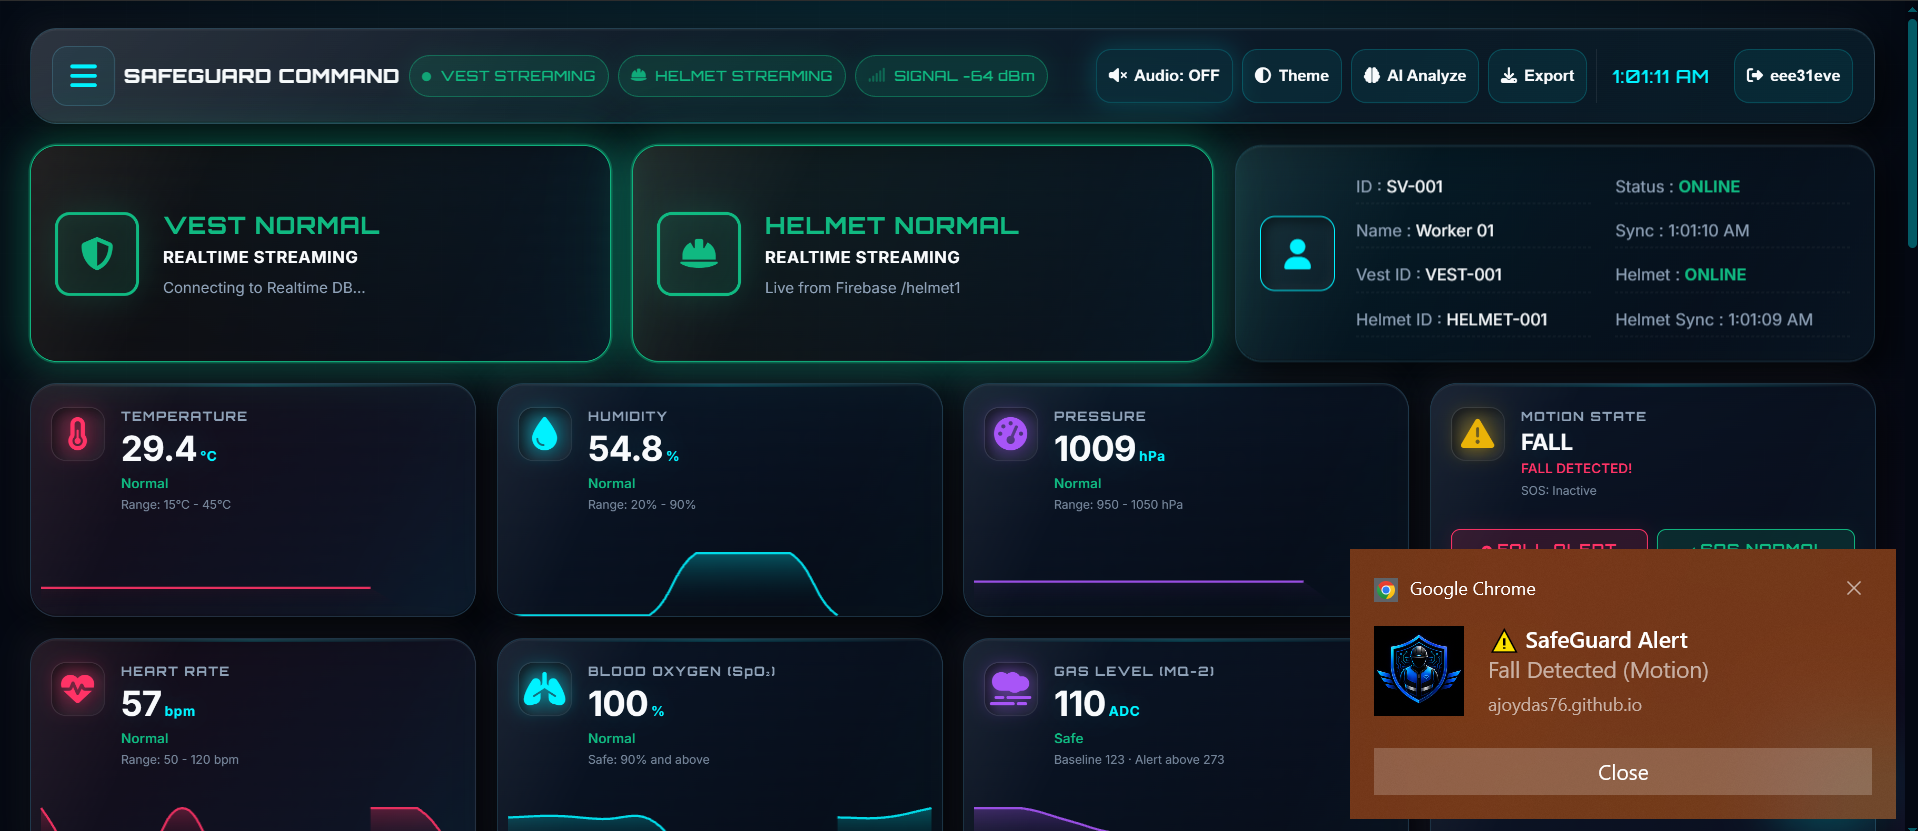 SAFEGUARD COMMAND
VEST STREAMING
HELMET STREAMING
SIGNAL -64 dBm
Audio: OFF
Theme
AI Analyze
Export
1:01:11 AM
eee31eve
VEST NORMAL
REALTIME STREAMING
Connecting to Realtime DB...
HELMET NORMAL
REALTIME STREAMING
Live from Firebase /helmet1
ID : SV-001
Status : ONLINE
Name : Worker 01
Sync : 1:01:10 AM
Vest ID : VEST-001
Helmet : ONLINE
Helmet ID : HELMET-001
Helmet Sync : 1:01:09 AM
TEMPERATURE
29.4 °C
Normal
Range: 15°C - 45°C
HUMIDITY
54.8 %
Normal
Range: 20% - 90%
PRESSURE
1009 hPa
Normal
Range: 950 - 1050 hPa
MOTION STATE
FALL
FALL DETECTED!
SOS: Inactive
FALL ALERT
GAS NORMAL
HEART RATE
57 bpm
Normal
Range: 50 - 120 bpm
BLOOD OXYGEN (SpO₂)
100 %
Normal
Safe: 90% and above
GAS LEVEL (MQ-2)
110 ADC
Safe
Baseline 123 · Alert above 273
Google Chrome
SafeGuard Alert
Fall Detected (Motion)
ajoydas76.github.io
Close